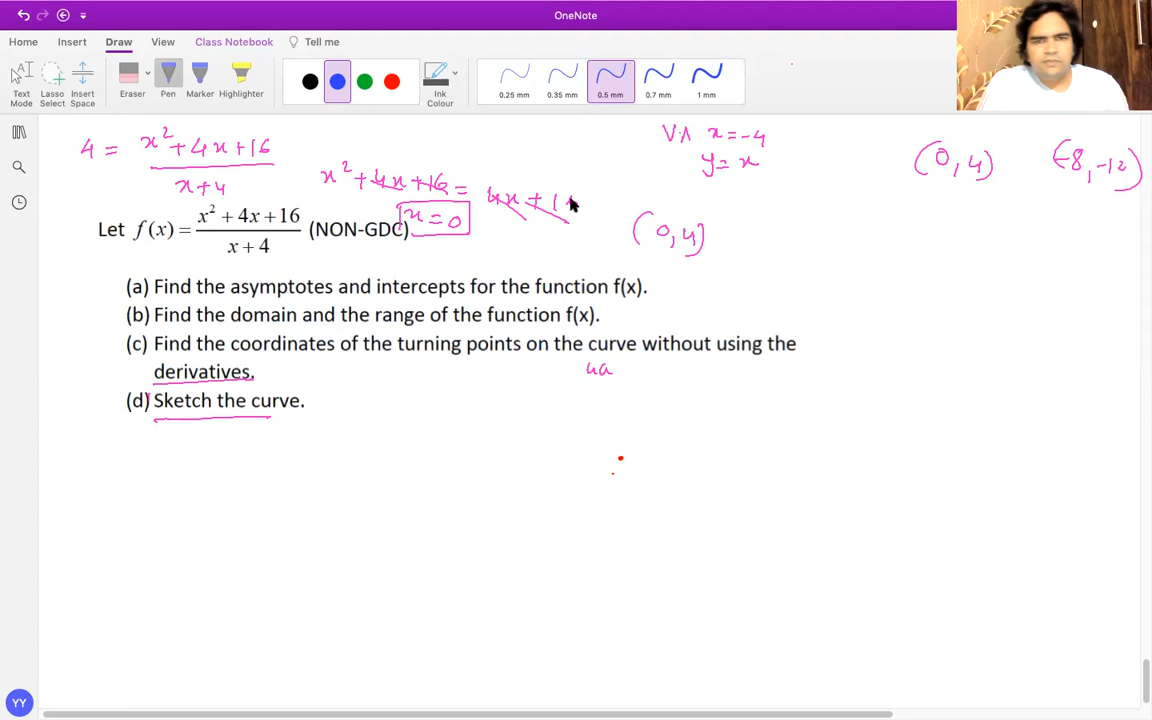 OneNote
Home Insert Draw View Class Notebook Tell me
Text Mode Lasso Select Insert Space Eraser Pen Marker Highlighter 0.25 mm 0.35 mm 0.5 mm 0.7 mm 1 mm Ink Colour
4 = x² + 4x + 16 / x + 4
x² + 4x + 16 = 4x + 1
x = 0
V.A x = -4
y = x
(0, 4)
(-8, -12)
(0, 4)
Let f(x) = x² + 4x + 16 / x + 4 (NON-GDC)
(a) Find the asymptotes and intercepts for the function f(x).
(b) Find the domain and the range of the function f(x).
(c) Find the coordinates of the turning points on the curve without using the
derivatives.
(d) Sketch the curve.
YY